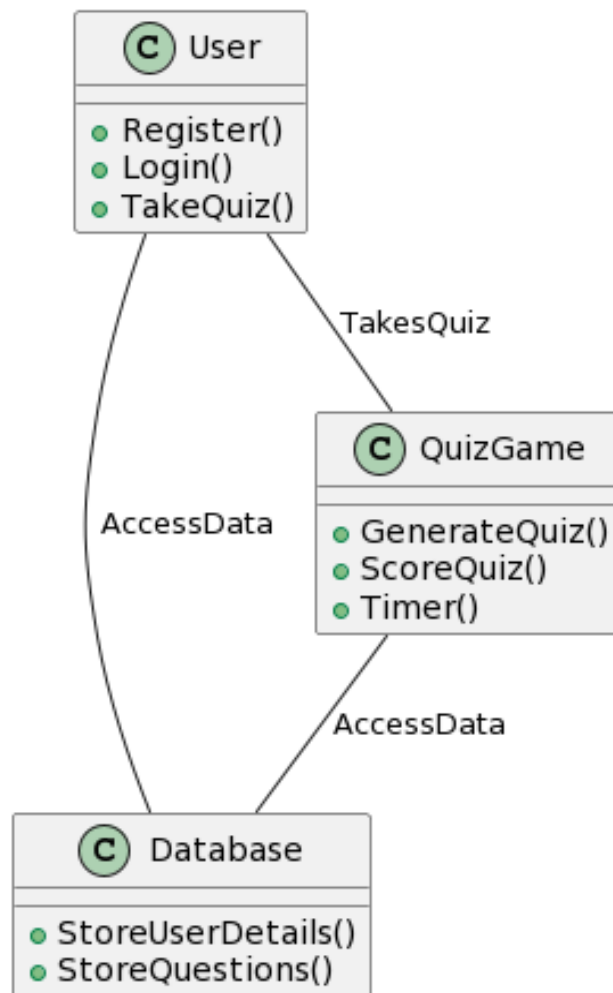 C User
Register()
Login()
TakeQuiz()
TakesQuiz
C QuizGame
GenerateQuiz()
ScoreQuiz()
Timer()
AccessData
AccessData
C Database
StoreUserDetails()
StoreQuestions()